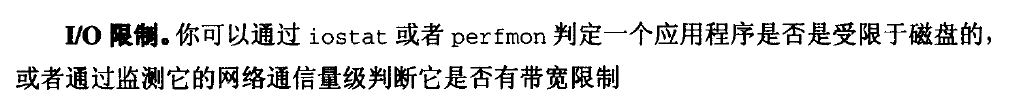 I/O 限制。你可以通过 iostat 或者 perfmon 判定一个应用程序是否是受限于磁盘的，
或者通过监测它的网络通信量级判断它是否有带宽限制